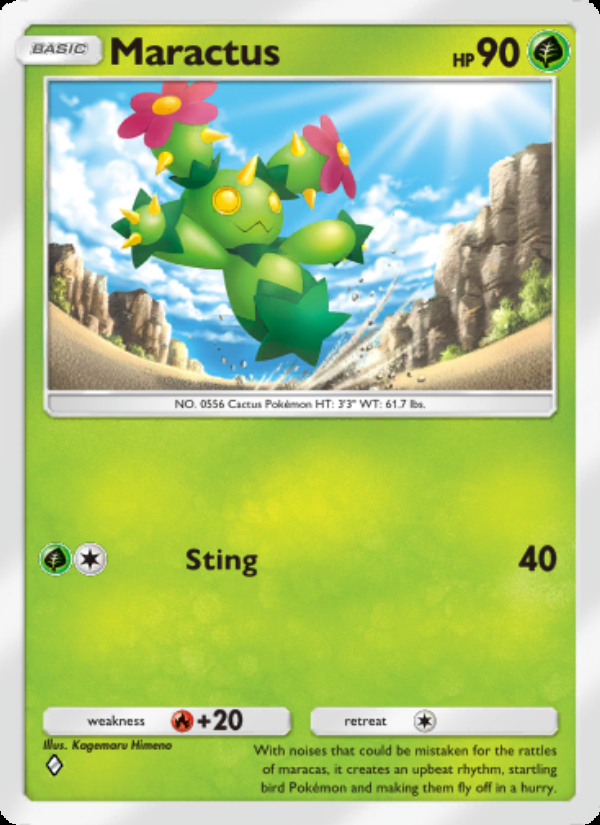 BASIC Maractus HP 90
NO. 0556 Cactus Pokémon HT: 3'3" WT: 61.7 lbs.
Sting 40
weakness +20 retreat
Illus. Kagemaru Himeno
With noises that could be mistaken for the rattles
of maracas, it creates an upbeat rhythm, startling
bird Pokémon and making them fly off in a hurry.